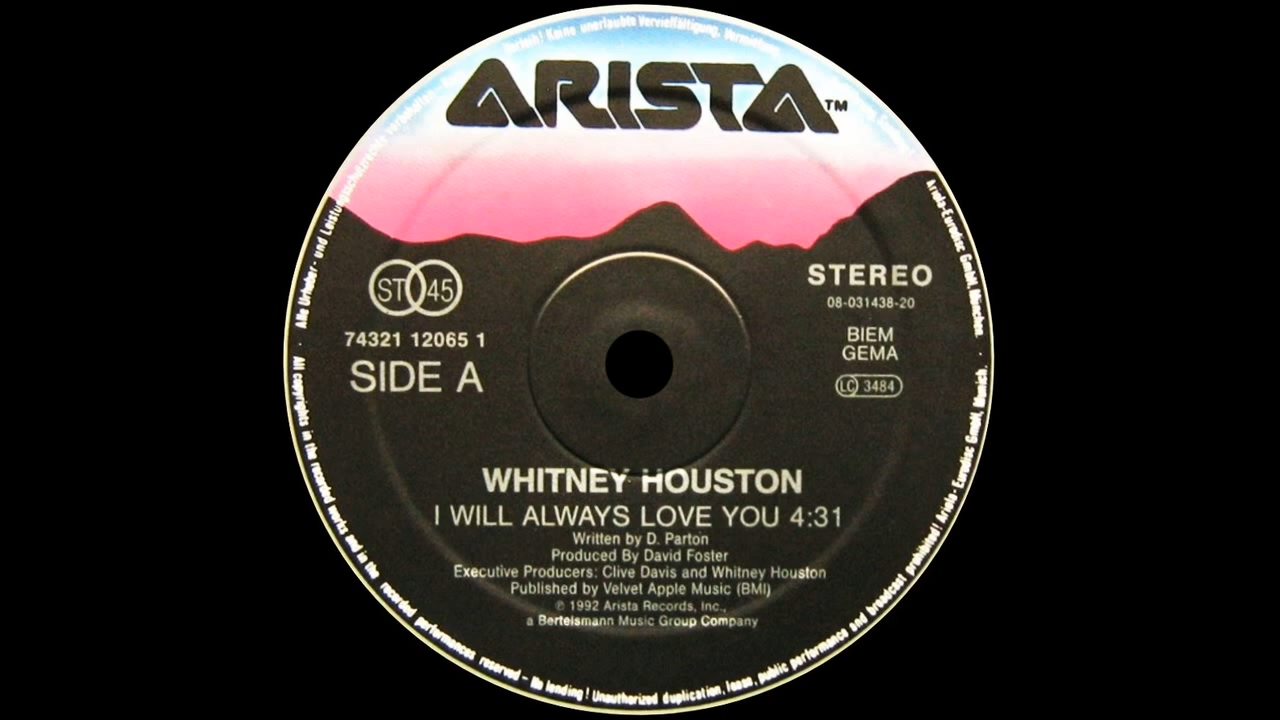 Verleih! Keine unerlaubte Vervielfältigung, Vermietung,
ARISTA™
Alle Urheber- und Leistungsschutzrechte vorbehalten
Ariola-Eurodisc GmbH, München.
ST 45
STEREO
08-031438-20
74321 12065 1
BIEM
GEMA
SIDE A
LC 3484
WHITNEY HOUSTON
I WILL ALWAYS LOVE YOU 4:31
Written by D. Parton
Produced By David Foster
Executive Producers: Clive Davis and Whitney Houston
Published by Velvet Apple Music (BMI)
℗ 1992 Arista Records, Inc.,
a Bertelsmann Music Group Company
· All copyrights in the recorded works and in the recorded performances reserved – No lending! Unauthorized duplication, lease, public performance and broadcast prohibited! Ariola-Eurodisc GmbH, Munich. ·